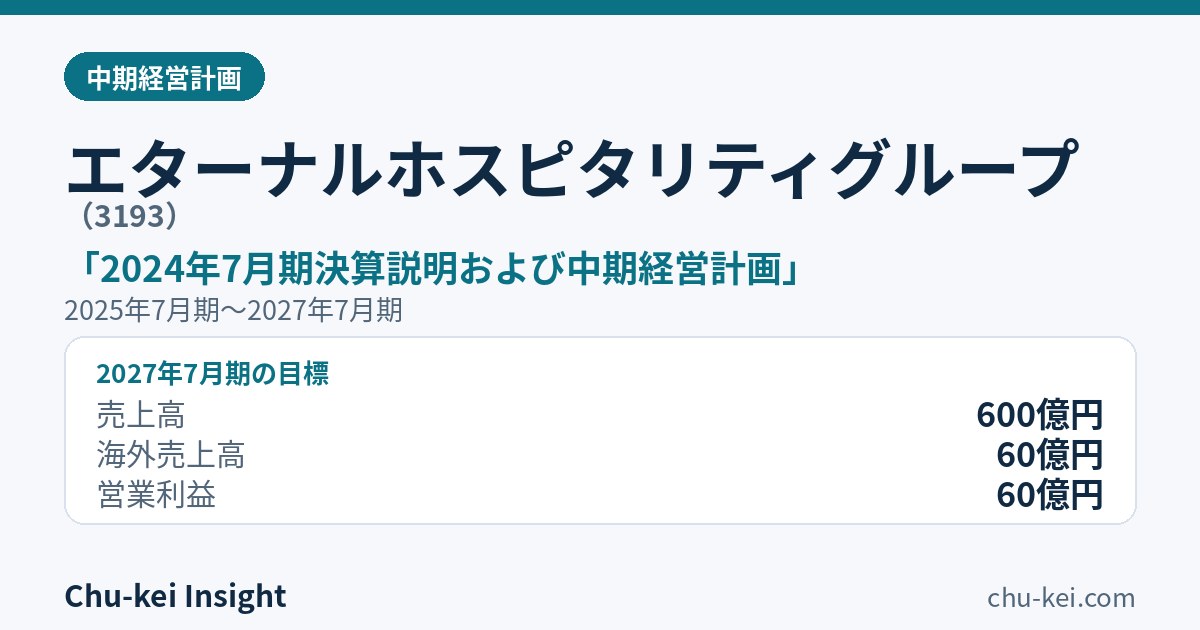 中期経営計画
エターナルホスピタリティグループ
（3193）
「2024年7月期決算説明および中期経営計画」
2025年7月期～2027年7月期
2027年7月期の目標
売上高 600億円
海外売上高 60億円
営業利益 60億円
Chu-kei Insight chu-kei.com